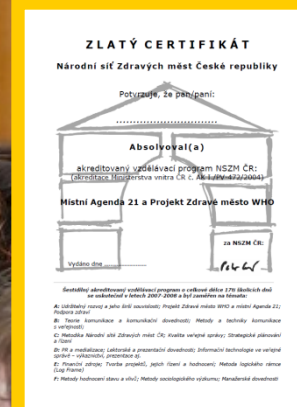 ZLATÝ CERTIFIKÁT
Národní síť Zdravých měst České republiky
Potvrzuje, že pan/paní:
................................
Absolvoval(a)
akreditovaný vzdělávací program NSZM ČR:
(akreditace Ministerstva vnitra ČR č. AK I./PV-472/2004)
Místní Agenda 21 a Projekt Zdravé město WHO
za NSZM ČR:
Vydáno dne
Šestidílný akreditovaný vzdělávací program o celkové délce 176 školicích dnů
se uskutečnil v letech 2007-2008 a byl zaměřen na témata:
A: Udržitelný rozvoj a jeho širší souvislosti; Projekt Zdravé město WHO a místní Agenda 21;
Podpora zdraví
B: Teorie komunikace a komunikační dovednosti; Metody a techniky komunikace
s veřejností;
C: Metodika Národní sítě Zdravých měst ČR; Kvalita veřejné správy; Strategické plánování
a řízení
D: PR a medializace; Lektorské a prezentační dovednosti; Informační technologie ve veřejné
správě – výkaznictví, prezentace aj.
E: Finanční zdroje; Tvorba projektů, jejich řízení a hodnocení; Metoda logického rámce
(Log Frame)
F: Metody hodnocení stavu a vlivů; Metody sociologického výzkumu; Manažerské dovednosti